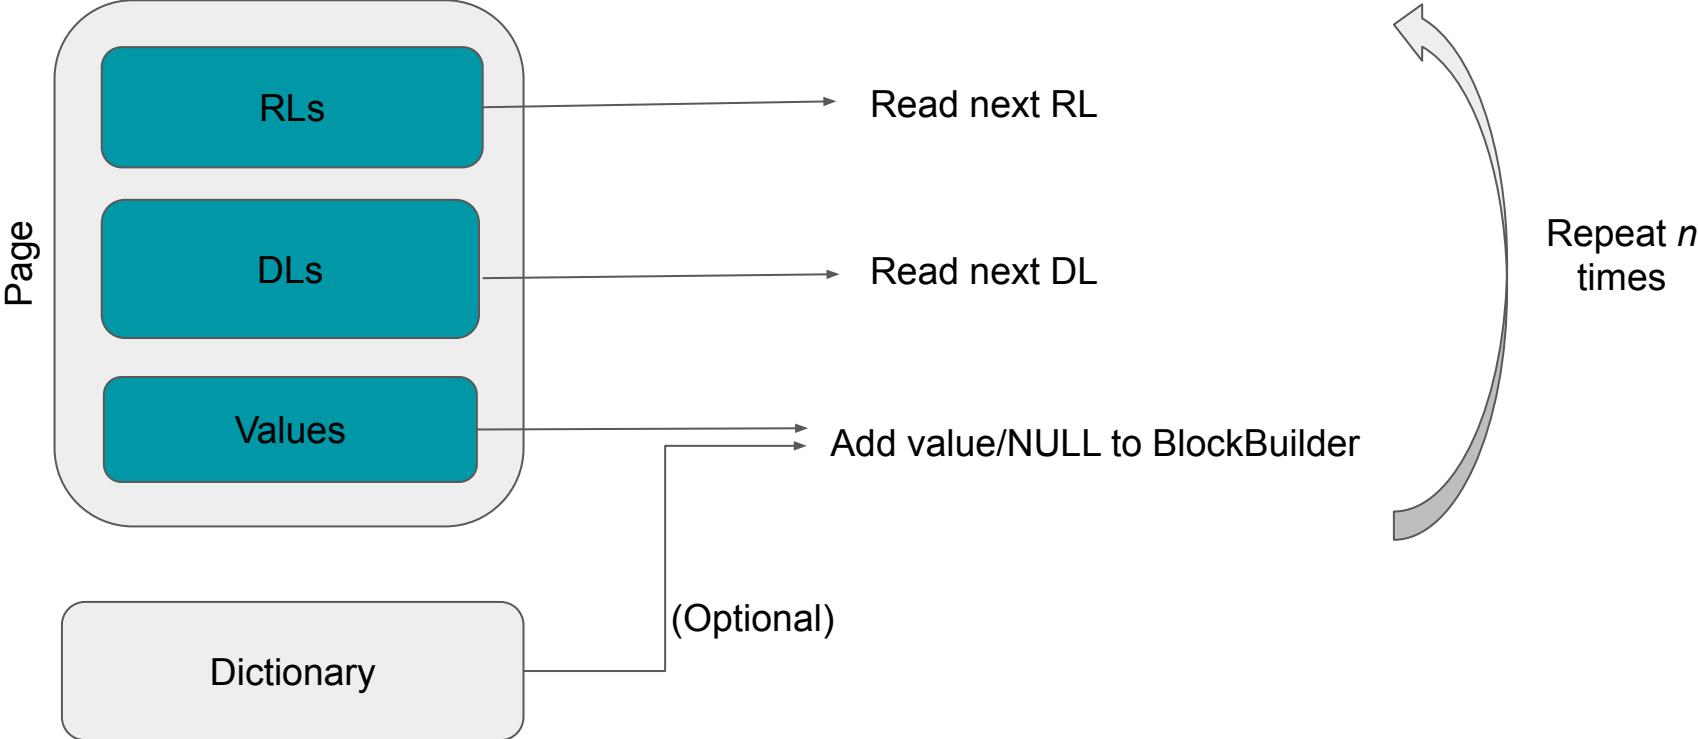 Page
RLs
Read next RL
DLs
Read next DL
Values
Add value/NULL to BlockBuilder
Repeat n
times
(Optional)
Dictionary